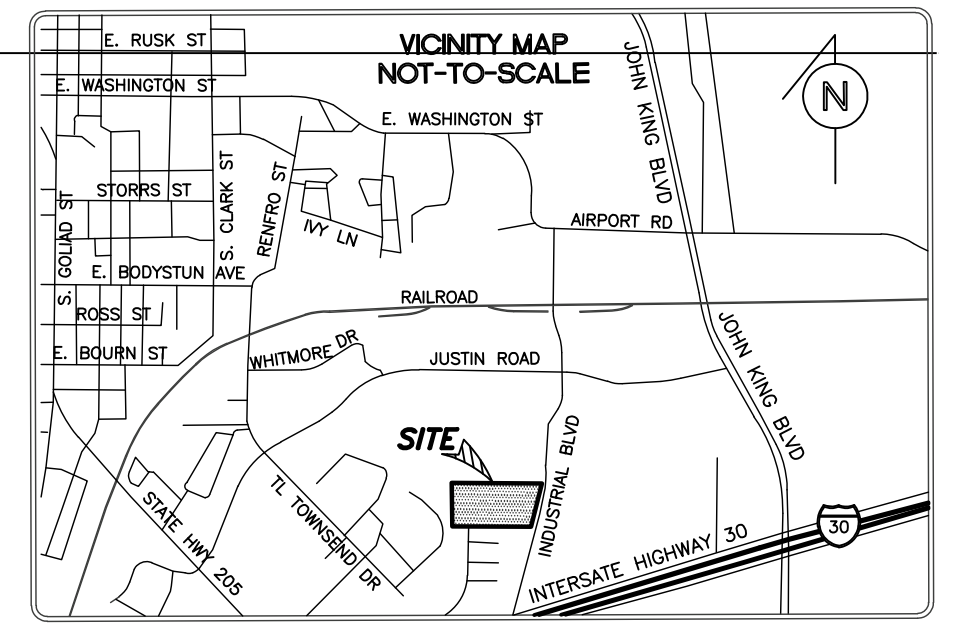 E. RUSK ST
VICINITY MAP
NOT-TO-SCALE
JOHN KING BLVD
N
E. WASHINGTON ST
E. WASHINGTON ST
S. CLARK ST
RENFRO ST
STORRS ST
S. GOLIAD ST
IVY LN
AIRPORT RD
E. BODYSTUN AVE
RAILROAD
ROSS ST
JOHN KING BLVD
WHITMORE DR
E. BOURN ST
JUSTIN ROAD
SITE
INDUSTRIAL BLVD
STATE HWY 205
TL TOWNSEND DR
INTERSATE HIGHWAY 30
30